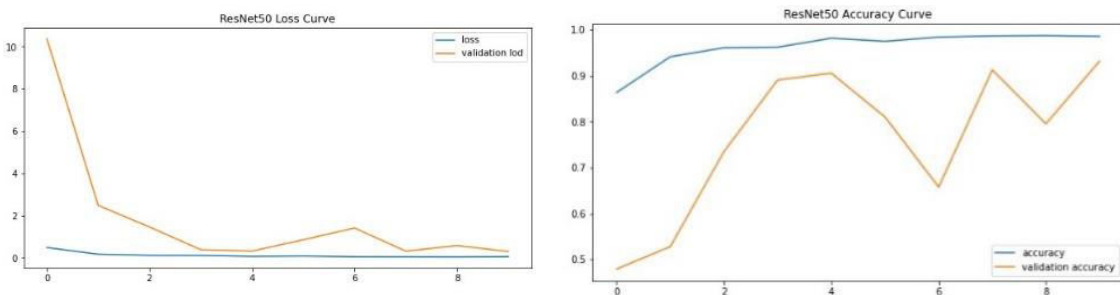 ResNet50 Loss Curve
loss
validation lod
10
8
6
4
2
0
0 2 4 6 8
ResNet50 Accuracy Curve
1.0
0.9
0.8
0.7
0.6
0.5
accuracy
validation accuracy
0 2 4 6 8